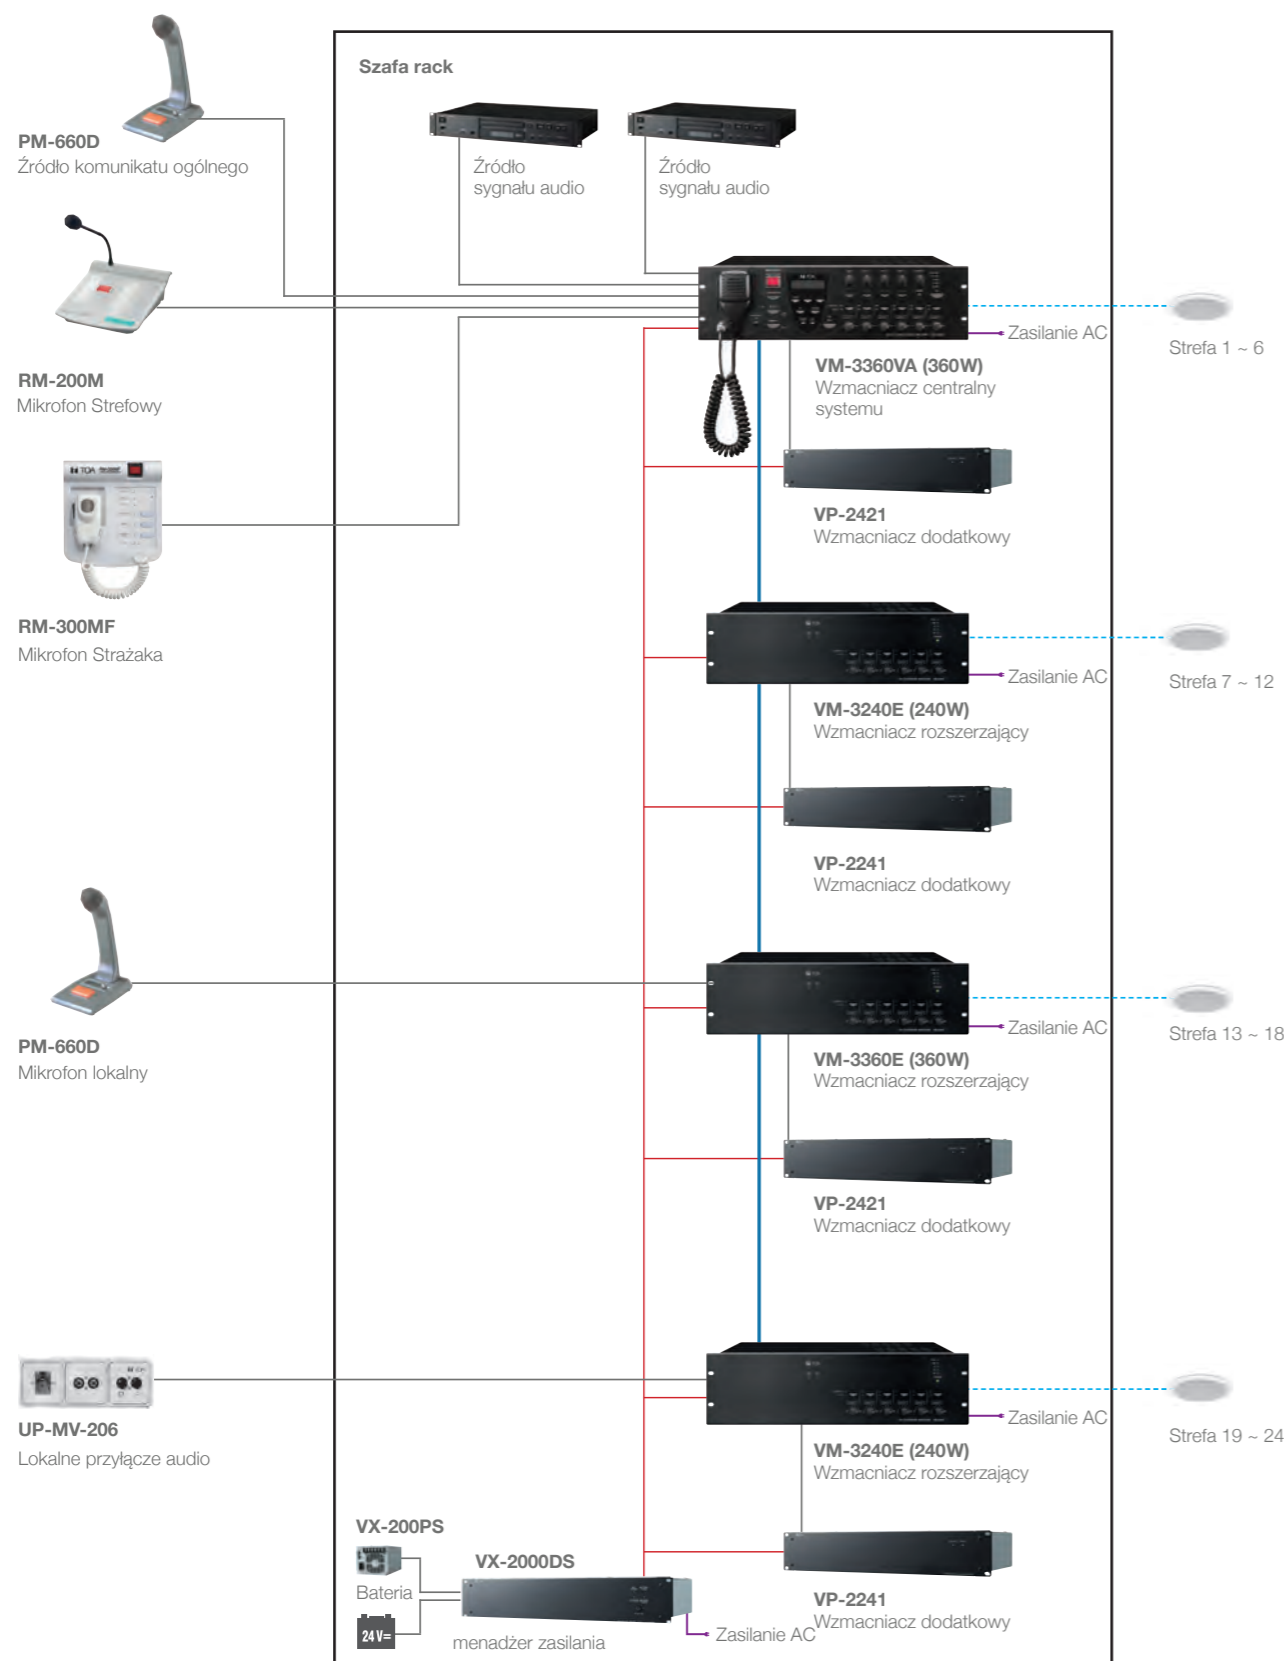 Szafa rack
PM-660D
Źródło komunikatu ogólnego
Źródło
sygnału audio
Źródło
sygnału audio
RM-200M
Mikrofon Strefowy
Zasilanie AC
Strefa 1 ~ 6
VM-3360VA (360W)
Wzmacniacz centralny
systemu
TOA
RM-300MF
Mikrofon Strażaka
VP-2421
Wzmacniacz dodatkowy
Zasilanie AC
Strefa 7 ~ 12
VM-3240E (240W)
Wzmacniacz rozszerzający
VP-2241
Wzmacniacz dodatkowy
PM-660D
Mikrofon lokalny
Zasilanie AC
Strefa 13 ~ 18
VM-3360E (360W)
Wzmacniacz rozszerzający
VP-2421
Wzmacniacz dodatkowy
UP-MV-206
Lokalne przyłącze audio
Zasilanie AC
Strefa 19 ~ 24
VM-3240E (240W)
Wzmacniacz rozszerzający
VX-200PS
Bateria
24V=
VX-2000DS
menadżer zasilania
Zasilanie AC
VP-2241
Wzmacniacz dodatkowy